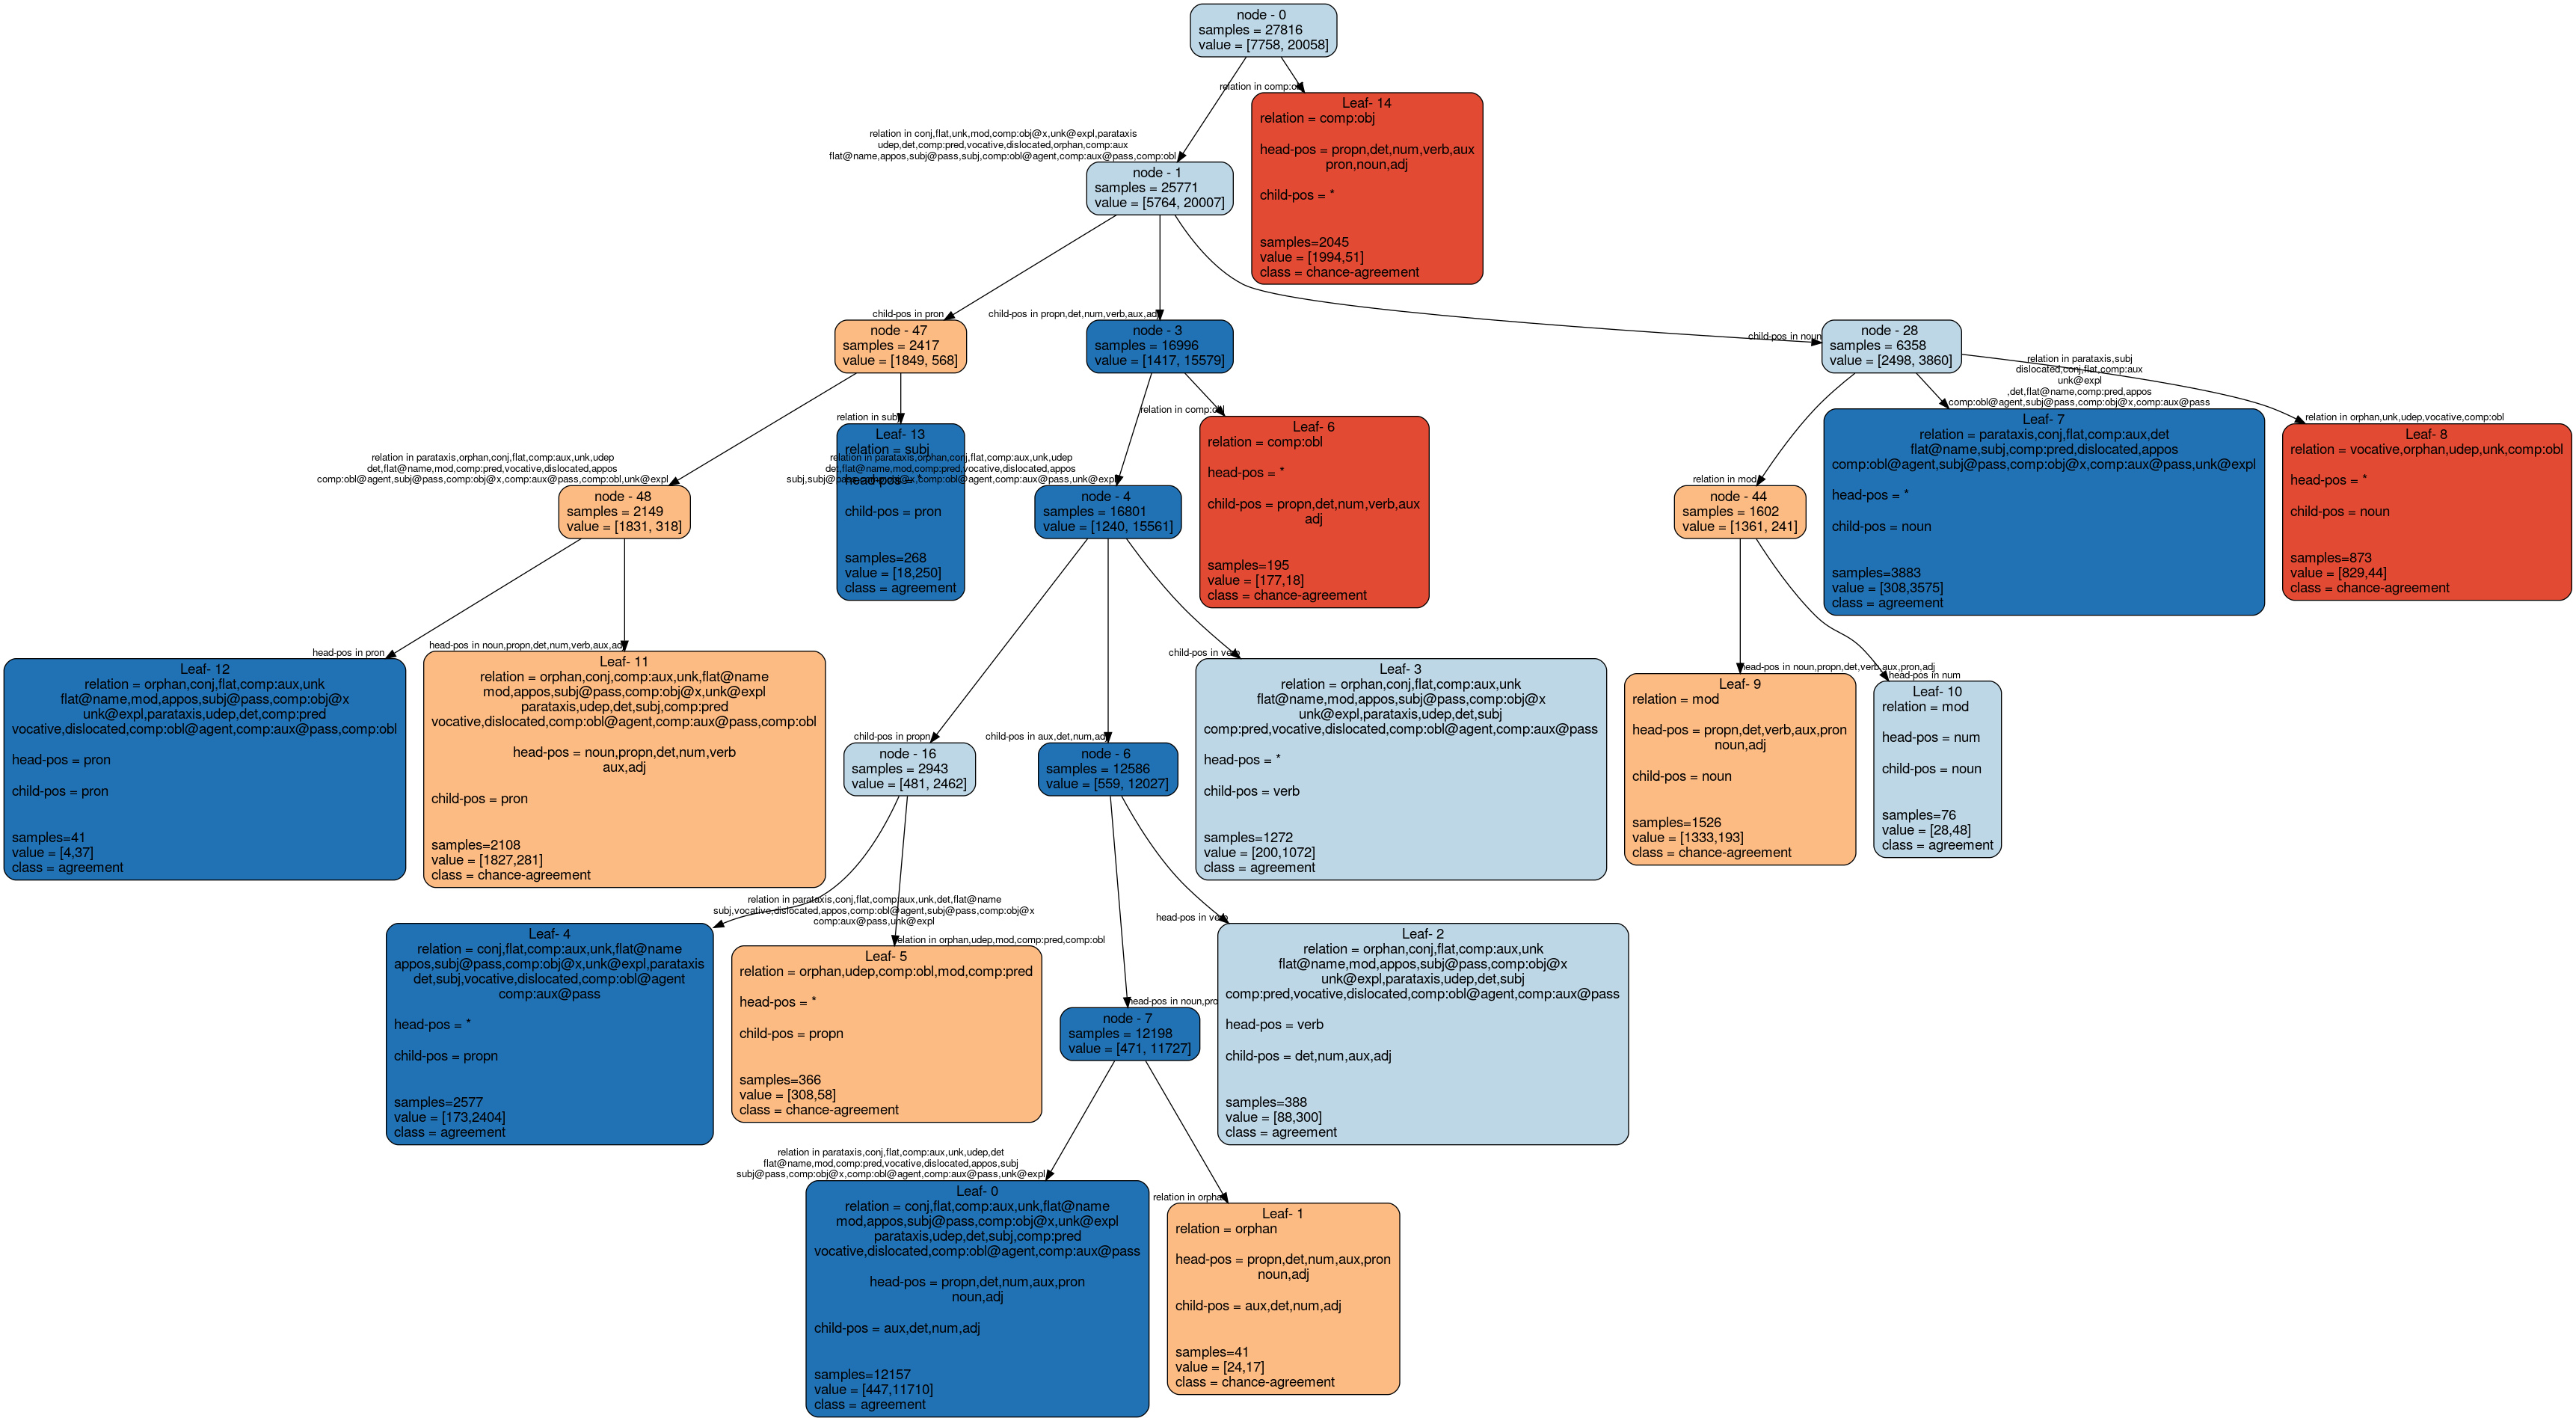 node - 0
samples = 27816
value = [7758, 20058]
relation in comp:obj
Leaf- 14
relation = comp:obj
head-pos = propn,det,num,verb,aux
pron,noun,adj
child-pos = *
samples=2045
value = [1994,51]
class = chance-agreement
relation in conj,flat,unk,mod,comp:obj@x,unk@expl,parataxis
udep,det,comp:pred,vocative,dislocated,orphan,comp:aux
flat@name,appos,subj@pass,subj,comp:obl@agent,comp:aux@pass,comp:obl
node - 1
samples = 25771
value = [5764, 20007]
child-pos in pron
node - 47
samples = 2417
value = [1849, 568]
child-pos in propn,det,num,verb,aux,adj
node - 3
samples = 16996
value = [1417, 15579]
child-pos in noun
node - 28
samples = 6358
value = [2498, 3860]
relation in parataxis,orphan,conj,flat,comp:aux,unk,udep
det,flat@name,mod,comp:pred,vocative,dislocated,appos
comp:obl@agent,subj@pass,comp:obj@x,comp:aux@pass,comp:obl,unk@expl
node - 48
samples = 2149
value = [1831, 318]
relation in subj
Leaf- 13
relation = subj
head-pos = *
child-pos = pron
samples=268
value = [18,250]
class = agreement
relation in parataxis,orphan,conj,flat,comp:aux,unk,udep
det,flat@name,mod,comp:pred,vocative,dislocated,appos
subj,subj@pass,comp:obj@x,comp:obl@agent,comp:aux@pass,unk@expl
node - 4
samples = 16801
value = [1240, 15561]
relation in comp:obl
Leaf- 6
relation = comp:obl
head-pos = *
child-pos = propn,det,num,verb,aux
adj
samples=195
value = [177,18]
class = chance-agreement
relation in mod
node - 44
samples = 1602
value = [1361, 241]
relation in parataxis,subj
dislocated,conj,flat,comp:aux
unk@expl
,det,flat@name,comp:pred,appos
comp:obl@agent,subj@pass,comp:obj@x,comp:aux@pass
Leaf- 7
relation = parataxis,conj,flat,comp:aux,det
flat@name,subj,comp:pred,dislocated,appos
comp:obl@agent,subj@pass,comp:obj@x,comp:aux@pass,unk@expl
head-pos = *
child-pos = noun
samples=3883
value = [308,3575]
class = agreement
relation in orphan,unk,udep,vocative,comp:obl
Leaf- 8
relation = vocative,orphan,udep,unk,comp:obl
head-pos = *
child-pos = noun
samples=873
value = [829,44]
class = chance-agreement
head-pos in pron
Leaf- 12
relation = orphan,conj,flat,comp:aux,unk
flat@name,mod,appos,subj@pass,comp:obj@x
unk@expl,parataxis,udep,det,comp:pred
vocative,dislocated,comp:obl@agent,comp:aux@pass,comp:obl
head-pos = pron
child-pos = pron
samples=41
value = [4,37]
class = agreement
head-pos in noun,propn,det,num,verb,aux,adj
Leaf- 11
relation = orphan,conj,comp:aux,unk,flat@name
mod,appos,subj@pass,comp:obj@x,unk@expl
parataxis,udep,det,subj,comp:pred
vocative,dislocated,comp:obl@agent,comp:aux@pass,comp:obl
head-pos = noun,propn,det,num,verb
aux,adj
child-pos = pron
samples=2108
value = [1827,281]
class = chance-agreement
child-pos in propn
node - 16
samples = 2943
value = [481, 2462]
child-pos in aux,det,num,adj
node - 6
samples = 12586
value = [559, 12027]
child-pos in verb
Leaf- 3
relation = orphan,conj,flat,comp:aux,unk
flat@name,mod,appos,subj@pass,comp:obj@x
unk@expl,parataxis,udep,det,subj
comp:pred,vocative,dislocated,comp:obl@agent,comp:aux@pass
head-pos = *
child-pos = verb
samples=1272
value = [200,1072]
class = agreement
head-pos in noun,propn,det,verb,aux,pron,adj
Leaf- 9
relation = mod
head-pos = propn,det,verb,aux,pron
noun,adj
child-pos = noun
samples=1526
value = [1333,193]
class = chance-agreement
head-pos in num
Leaf- 10
relation = mod
head-pos = num
child-pos = noun
samples=76
value = [28,48]
class = agreement
relation in parataxis,conj,flat,comp:aux,unk,det,flat@name
subj,vocative,dislocated,appos,comp:obl@agent,subj@pass,comp:obj@x
comp:aux@pass,unk@expl
Leaf- 4
relation = conj,flat,comp:aux,unk,flat@name
appos,subj@pass,comp:obj@x,unk@expl,parataxis
det,subj,vocative,dislocated,comp:obl@agent
comp:aux@pass
head-pos = *
child-pos = propn
samples=2577
value = [173,2404]
class = agreement
relation in orphan,udep,mod,comp:pred,comp:obl
Leaf- 5
relation = orphan,udep,comp:obl,mod,comp:pred
head-pos = *
child-pos = propn
samples=366
value = [308,58]
class = chance-agreement
head-pos in noun,pro
node - 7
samples = 12198
value = [471, 11727]
head-pos in verb
Leaf- 2
relation = orphan,conj,flat,comp:aux,unk
flat@name,mod,appos,subj@pass,comp:obj@x
unk@expl,parataxis,udep,det,subj
comp:pred,vocative,dislocated,comp:obl@agent,comp:aux@pass
head-pos = verb
child-pos = det,num,aux,adj
samples=388
value = [88,300]
class = agreement
relation in parataxis,conj,flat,comp:aux,unk,udep,det
flat@name,mod,comp:pred,vocative,dislocated,appos,subj
subj@pass,comp:obj@x,comp:obl@agent,comp:aux@pass,unk@expl
Leaf- 0
relation = conj,flat,comp:aux,unk,flat@name
mod,appos,subj@pass,comp:obj@x,unk@expl
parataxis,udep,det,subj,comp:pred
vocative,dislocated,comp:obl@agent,comp:aux@pass
head-pos = propn,det,num,aux,pron
noun,adj
child-pos = aux,det,num,adj
samples=12157
value = [447,11710]
class = agreement
relation in orphan
Leaf- 1
relation = orphan
head-pos = propn,det,num,aux,pron
noun,adj
child-pos = aux,det,num,adj
samples=41
value = [24,17]
class = chance-agreement